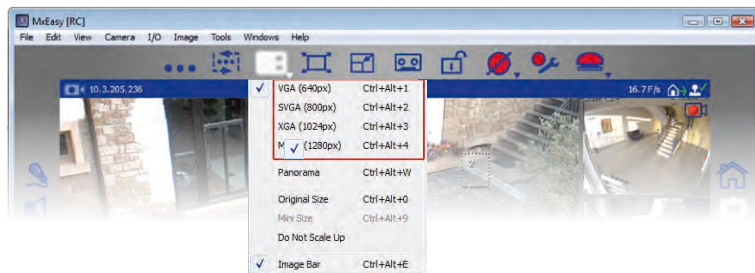 MxEasy [RC]
File Edit View Camera I/O Image Tools Windows Help
10.3.205.236
16.7 F/s
VGA (640px) Ctrl+Alt+1
SVGA (800px) Ctrl+Alt+2
XGA (1024px) Ctrl+Alt+3
M (1280px) Ctrl+Alt+4
Panorama Ctrl+Alt+W
Original Size Ctrl+Alt+0
Mini Size Ctrl+Alt+9
Do Not Scale Up
Image Bar Ctrl+Alt+E